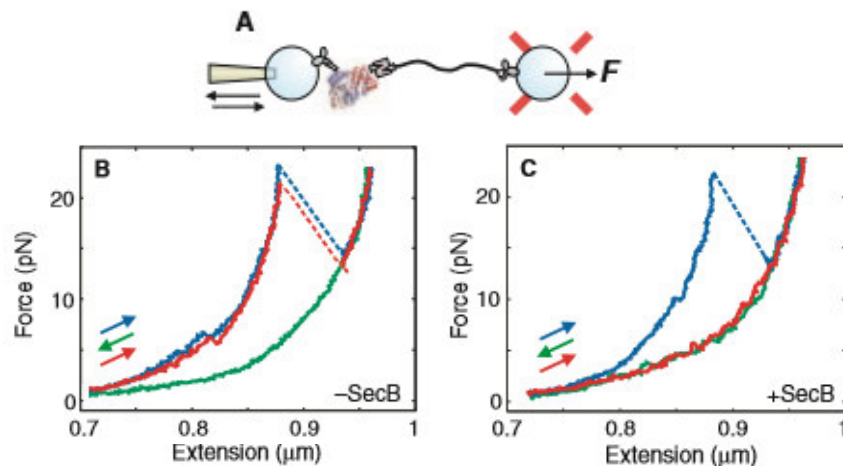 A
F
B
C
20
10
0
Force (pN)
0.7 0.8 0.9 1
Extension (μm)
–SecB
20
10
0
Force (pN)
0.7 0.8 0.9 1
Extension (μm)
+SecB